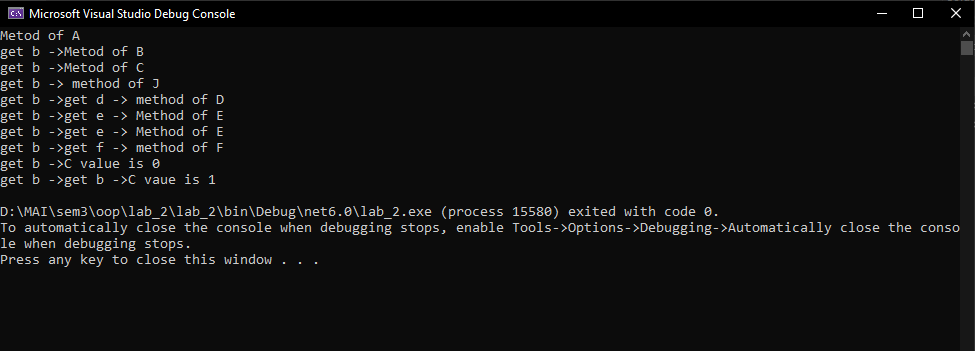 Microsoft Visual Studio Debug Console
Metod of A
get b ->Metod of B
get b ->Metod of C
get b -> method of J
get b ->get d -> method of D
get b ->get e -> Method of E
get b ->get e -> Method of E
get b ->get f -> method of F
get b ->C value is 0
get b ->get b ->C vaue is 1
D:\MAI\sem3\oop\lab_2\lab_2\bin\Debug\net6.0\lab_2.exe (process 15580) exited with code 0.
To automatically close the console when debugging stops, enable Tools->Options->Debugging->Automatically close the conso
le when debugging stops.
Press any key to close this window . . .